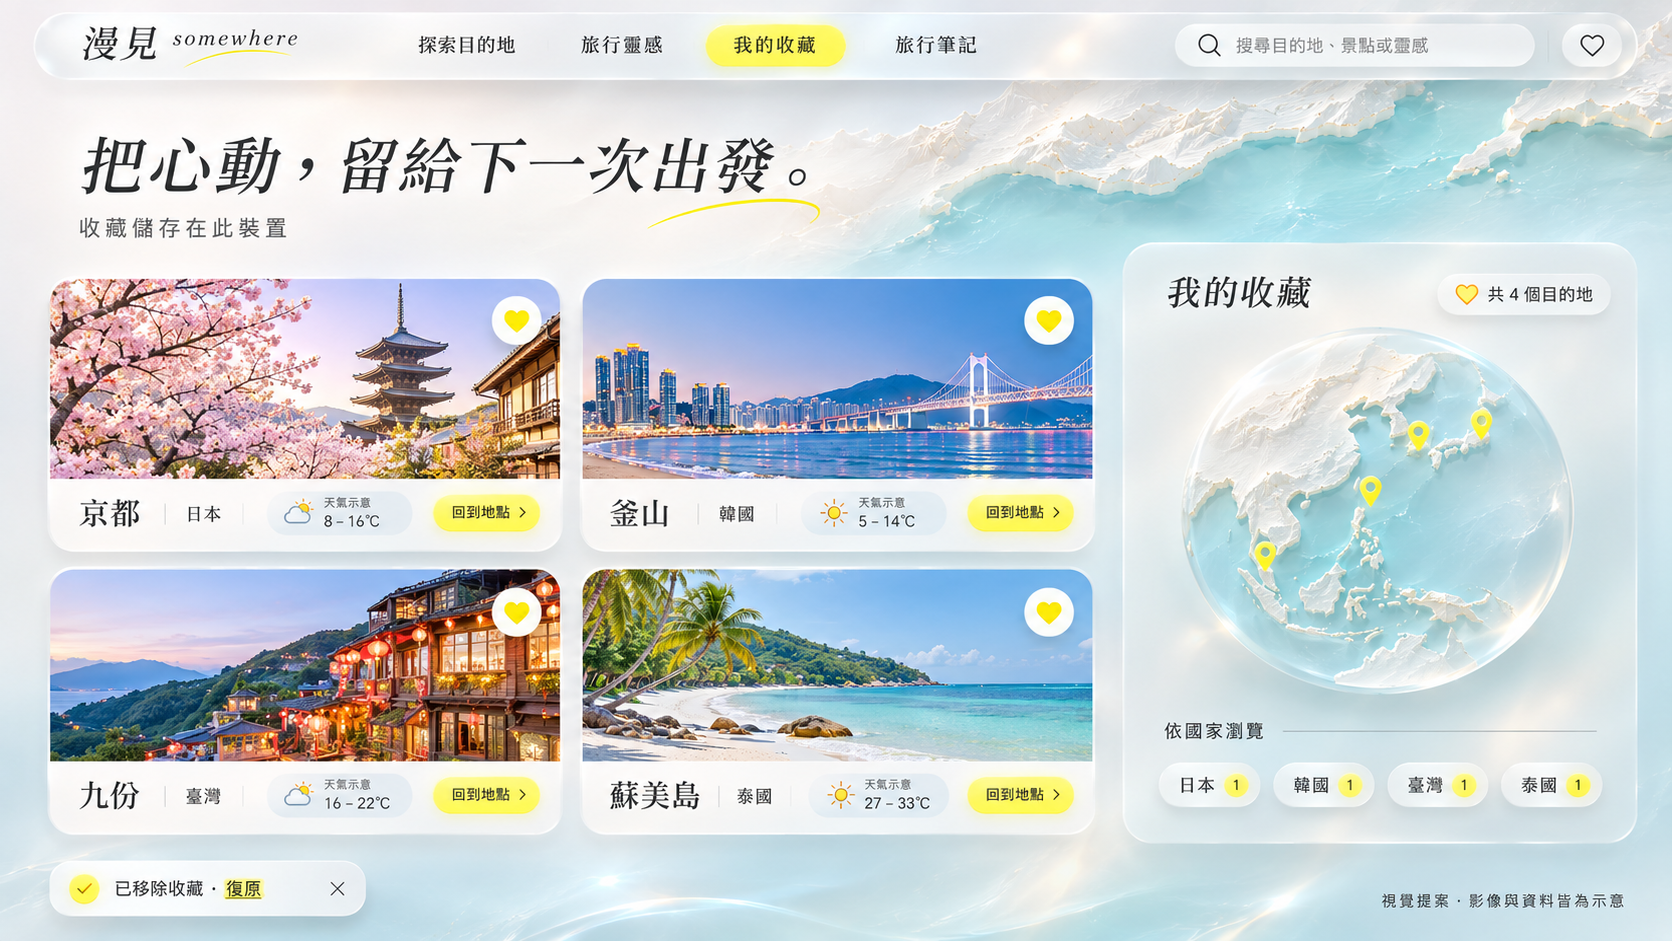 漫見 somewhere
探索目的地 旅行靈感 我的收藏 旅行筆記
搜尋目的地、景點或靈感
把心動，留給下一次出發。
收藏儲存在此裝置
京都 日本 天氣示意 8 – 16℃ 回到地點
釜山 韓國 天氣示意 5 – 14℃ 回到地點
九份 臺灣 天氣示意 16 – 22℃ 回到地點
蘇美島 泰國 天氣示意 27 – 33℃ 回到地點
我的收藏 共 4 個目的地
依國家瀏覽
日本 1 韓國 1 臺灣 1 泰國 1
已移除收藏・復原
視覺提案・影像與資料皆為示意